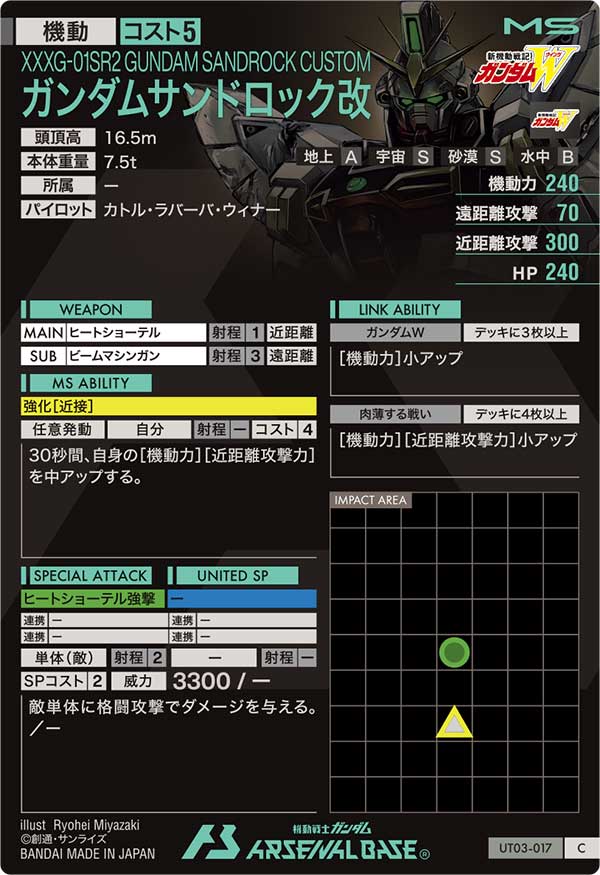 機動 コスト5 MS
XXXG-01SR2 GUNDAM SANDROCK CUSTOM
ガンダムサンドロック改
新機動戦記 ガンダムW ウイング
新機動戦記 ガンダムW
頭頂高 16.5m
本体重量 7.5t
所属 ー
パイロット カトル・ラバーバ・ウィナー
地上 A 宇宙 S 砂漠 S 水中 B
機動力 240
遠距離攻撃 70
近距離攻撃 300
HP 240
WEAPON
MAIN ヒートショーテル 射程 1 近距離
SUB ビームマシンガン 射程 3 遠距離
MS ABILITY
強化[近接]
任意発動 自分 射程 ー コスト 4
30秒間、自身の[機動力][近距離攻撃力]
を中アップする。
LINK ABILITY
ガンダムW デッキに3枚以上
[機動力]小アップ
肉薄する戦い デッキに4枚以上
[機動力][近距離攻撃力]小アップ
IMPACT AREA
SPECIAL ATTACK UNITED SP
ヒートショーテル強撃 ー
連携 ー 連携 ー
連携 ー 連携 ー
単体(敵) 射程 2 ー 射程 ー
SPコスト 2 威力 3300 / ー
敵単体に格闘攻撃でダメージを与える。
/ー
illust Ryohei Miyazaki
©創通・サンライズ
BANDAI MADE IN JAPAN
機動戦士ガンダム
AB ARSENAL BASE®
UT03-017 C